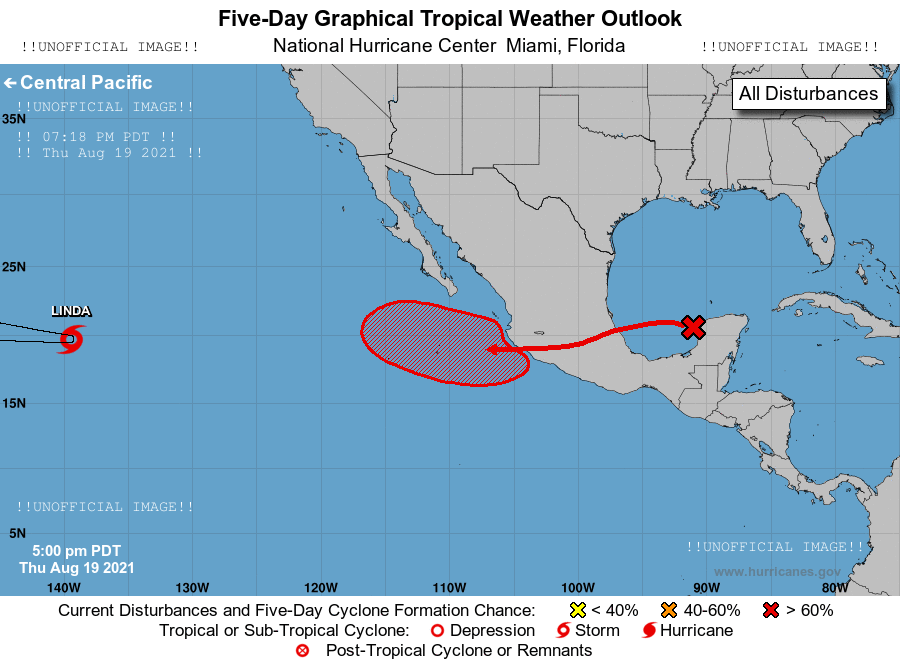 Five-Day Graphical Tropical Weather Outlook
!!UNOFFICIAL IMAGE!! National Hurricane Center Miami, Florida !!UNOFFICIAL IMAGE!!
← Central Pacific
All Disturbances
!!UNOFFICIAL IMAGE!!
35N
!! 07:18 PM PDT !!
!! Thu Aug 19 2021 !!
25N
LINDA
15N
!!UNOFFICIAL IMAGE!!
5N
5:00 pm PDT
Thu Aug 19 2021
!!UNOFFICIAL IMAGE!!
www.hurricanes.gov
140W 130W 120W 110W 100W 90W 80W
Current Disturbances and Five-Day Cyclone Formation Chance: < 40% 40-60% > 60%
Tropical or Sub-Tropical Cyclone: Depression Storm Hurricane
Post-Tropical Cyclone or Remnants